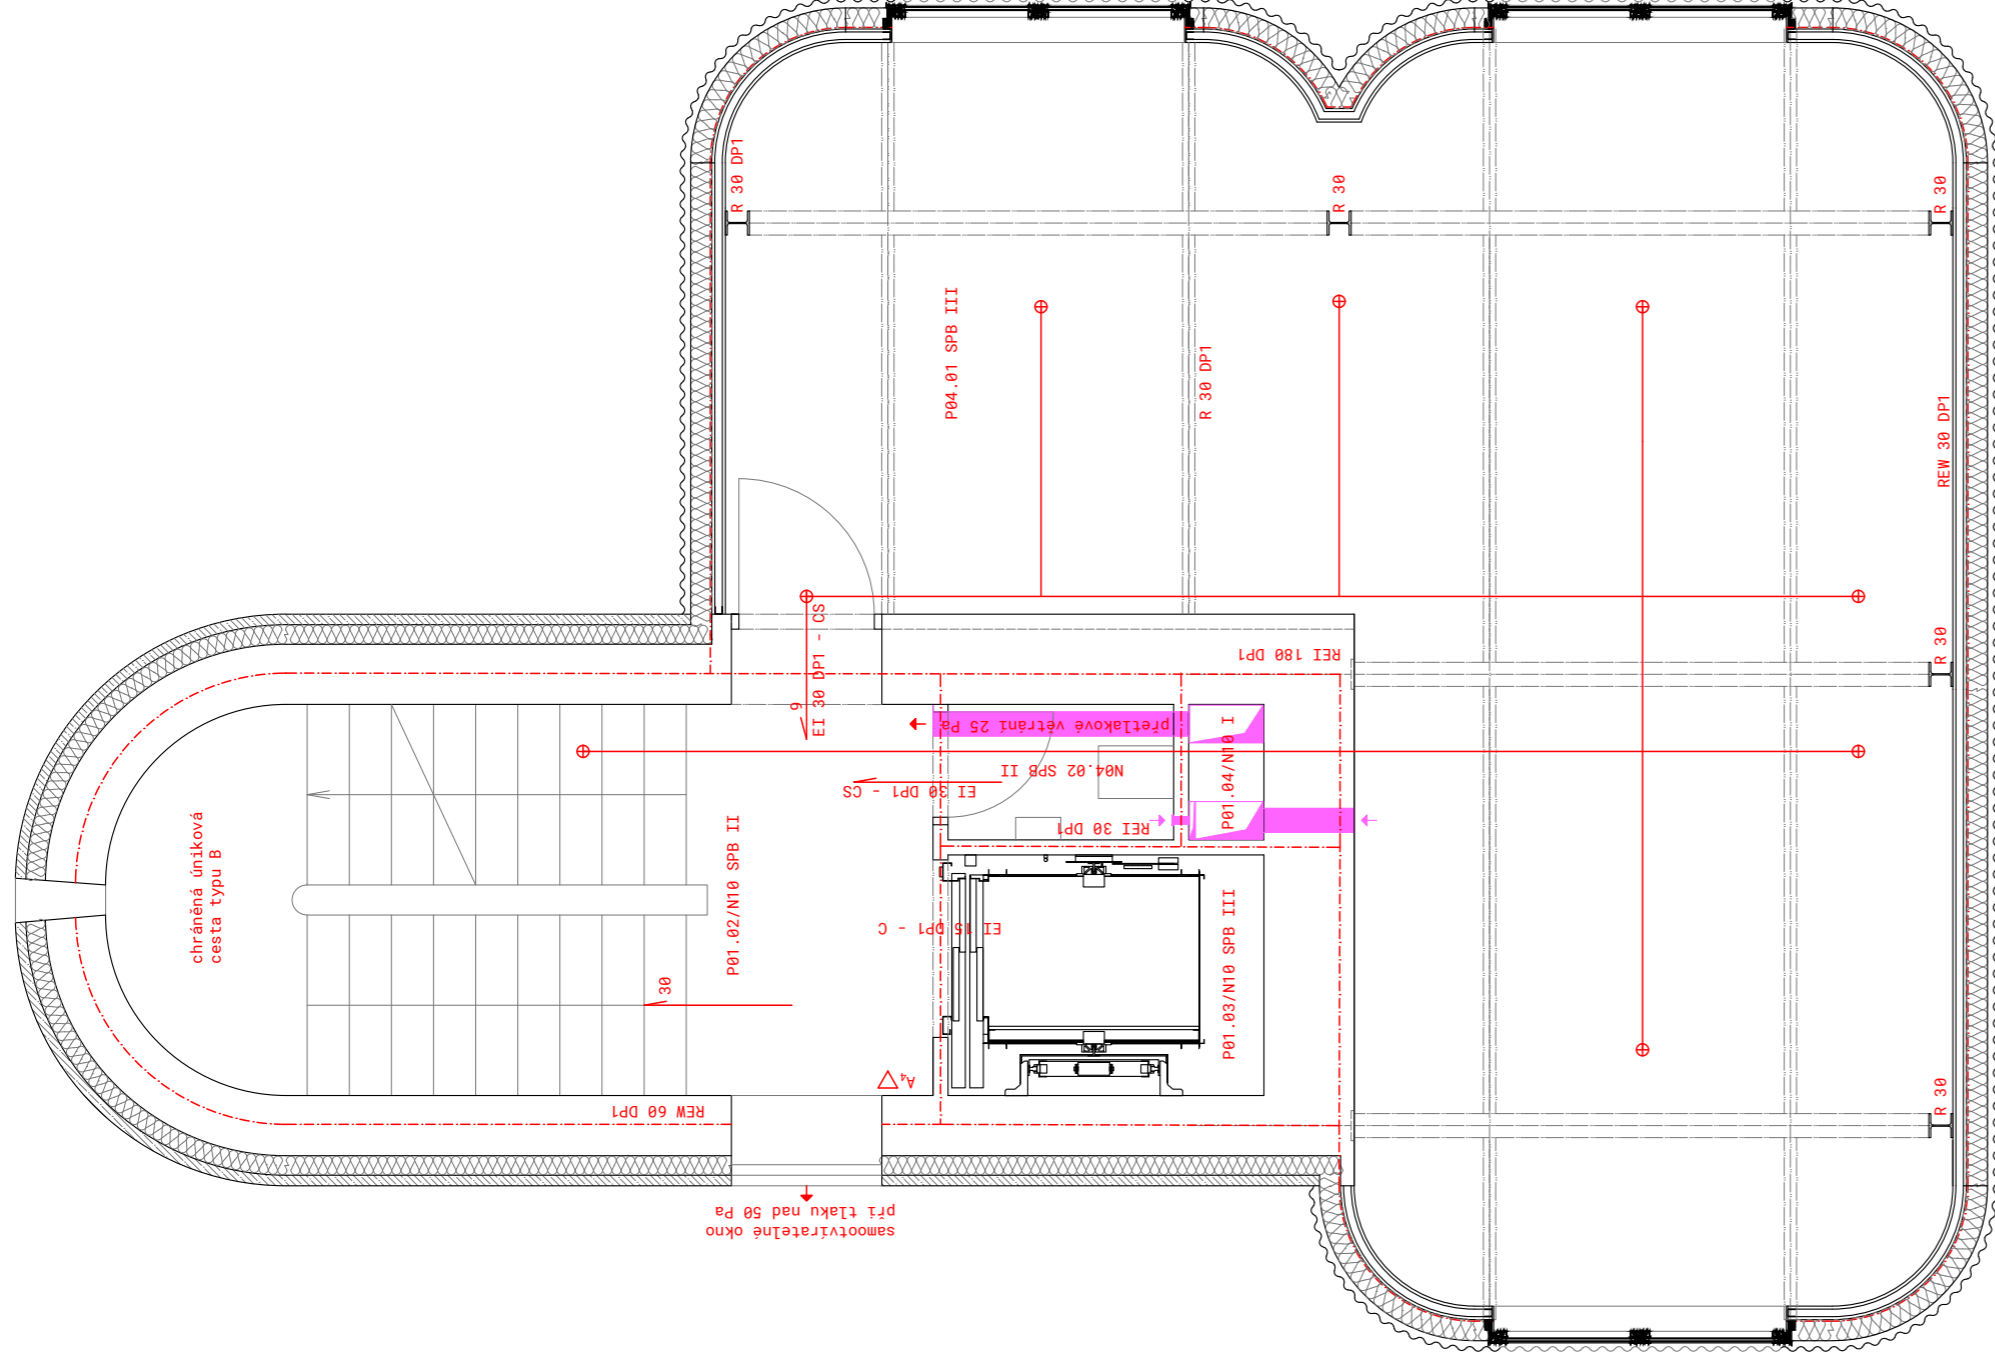 R 30 DP1
R 30
R 30
P04.01 SPB III
R 30 DP1
REW 30 DP1
EI 30 DP1 - CS
9
REI 180 DP1
R 30
přetlakové větrání 25 Pa
P01.04/N10 I
N04.02 SPB II
EI 30 DP1 - CS
REI 30 DP1
chráněná úniková
cesta typu B
P01.02/N10 SPB II
EI 15 DP1 - C
P01.03/N10 SPB III
30
A4
REW 60 DP1
R 30
samootvíratelné okno
při tlaku nad 50 Pa